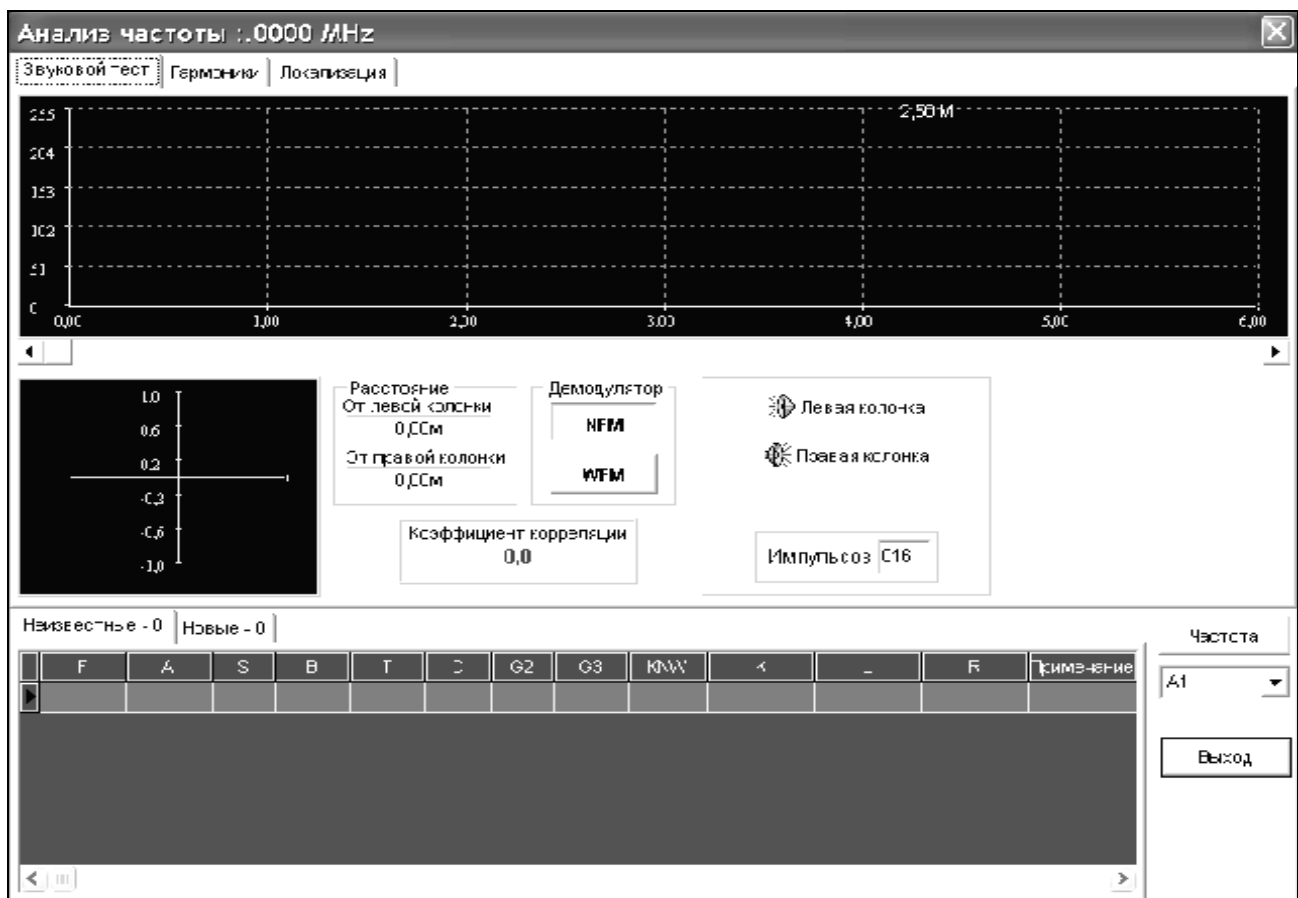 Анализ частоты :.0000 MHz
Звуковой тест Гармоники Локализация
2,50 М
255
204
153
102
51
0
0,00 1,00 2,00 3,00 4,00 5,00 6,00
1,0
0,6
0,2
-0,6
-1,0
Расстояние
От левой колонки
0,00м
От правой колонки
0,00м
Демодулятор
NFM
WFM
Левая колонка
Правая колонка
Коэффициент корреляции
0,0
Импульсов 016
Неизвестные - 0 Новые - 0
F A S B T C G2 G3 KNW K L R Примечание
Частота
A1
Выход